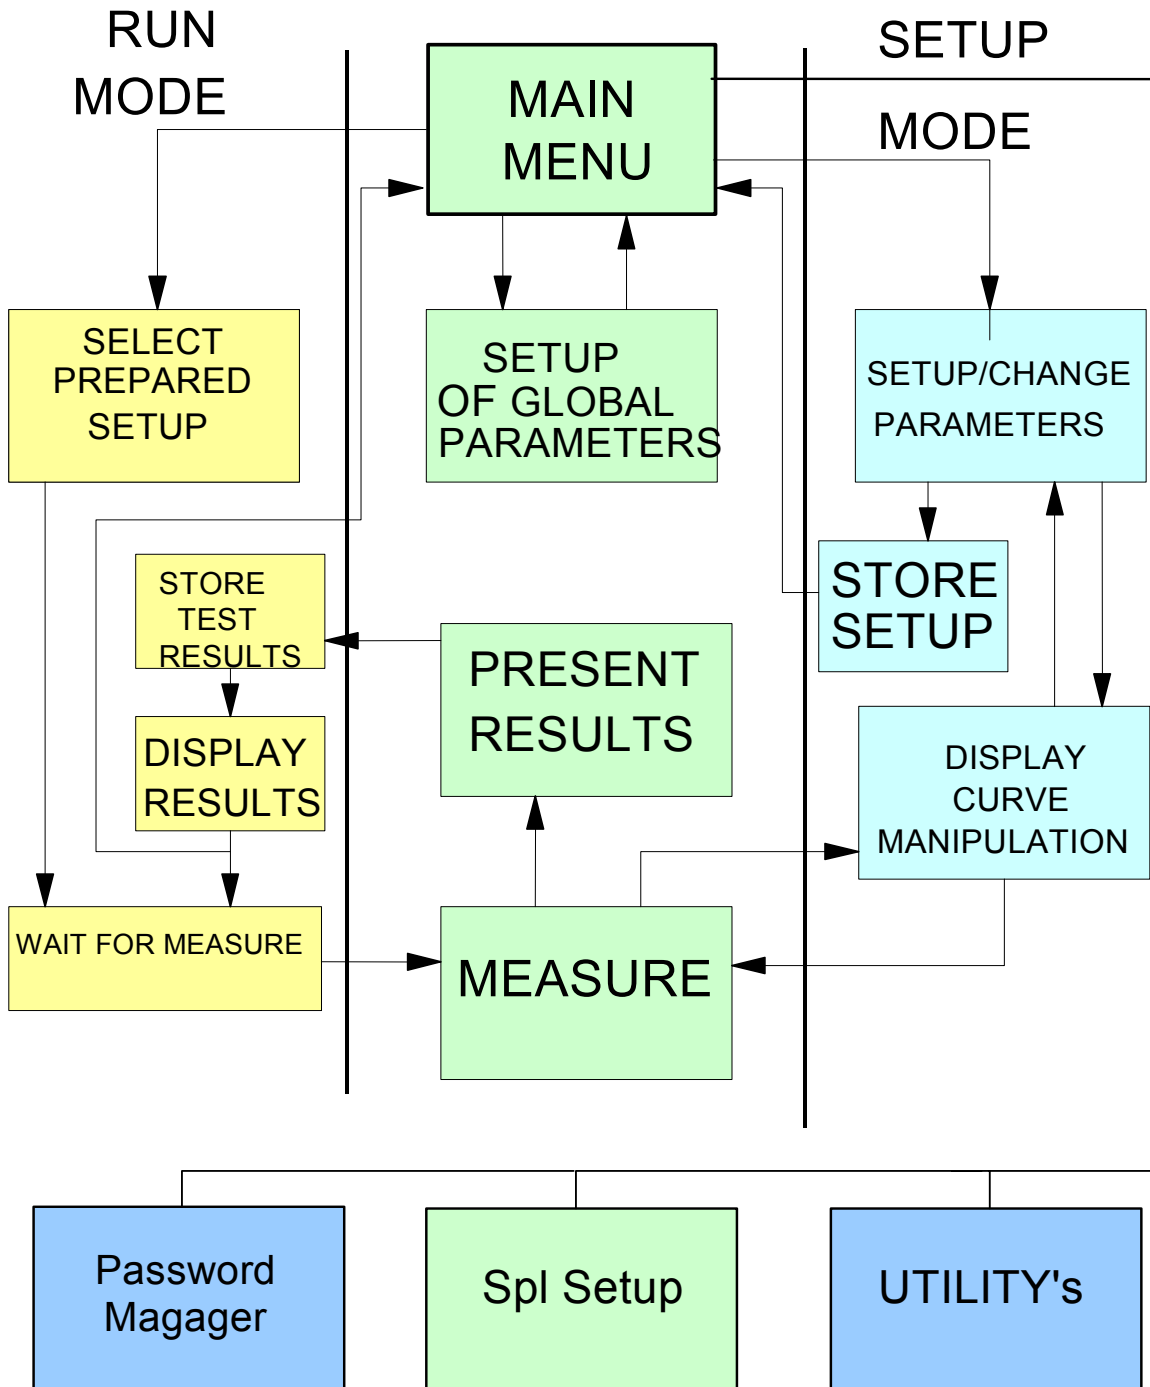 RUN
MODE
MAIN
MENU
SETUP
MODE
SELECT
PREPARED
SETUP
SETUP
OF GLOBAL
PARAMETERS
SETUP/CHANGE
PARAMETERS
STORE
TEST
RESULTS
PRESENT
RESULTS
STORE
SETUP
DISPLAY
RESULTS
DISPLAY
CURVE
MANIPULATION
WAIT FOR MEASURE
MEASURE
Password
Magager
Spl Setup
UTILITY's